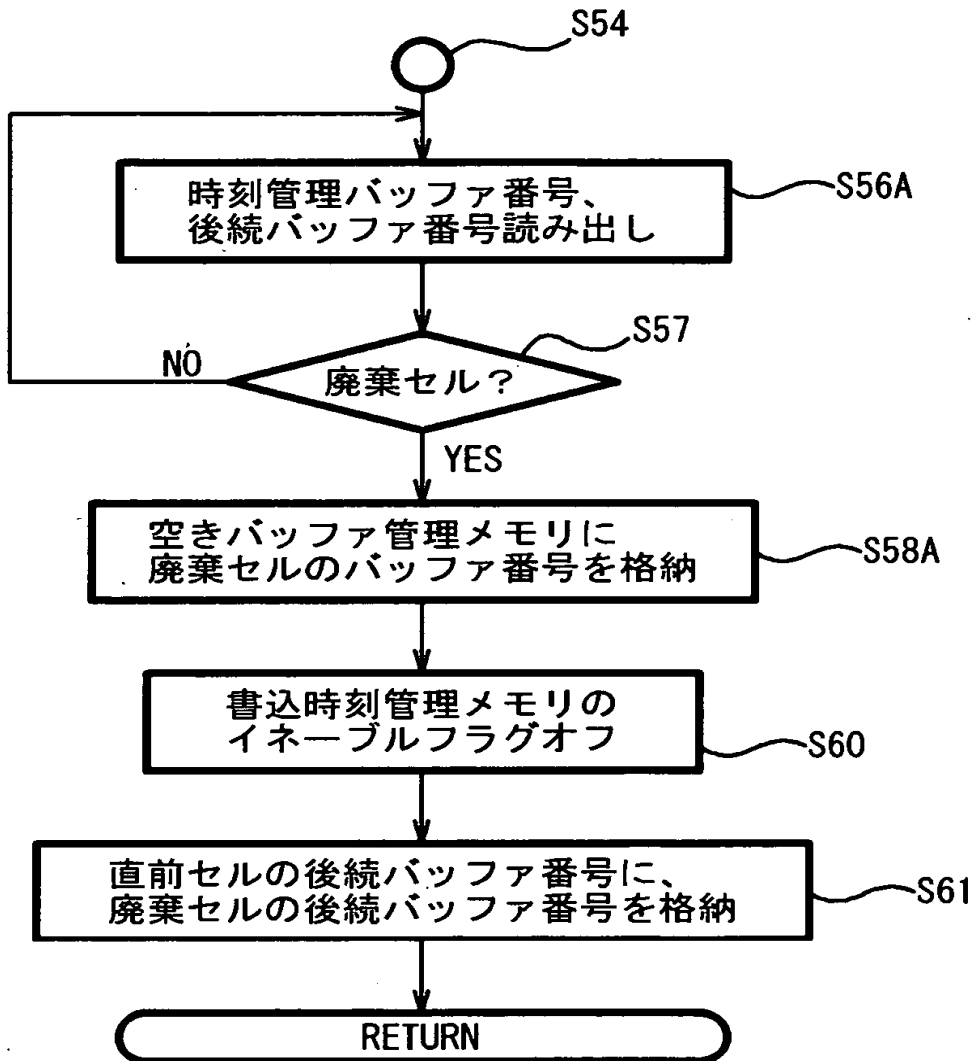 S54
時刻管理バッファ番号、
後続バッファ番号読み出し
S56A
S57
NO
廃棄セル?
YES
空きバッファ管理メモリに
廃棄セルのバッファ番号を格納
S58A
書込時刻管理メモリの
イネーブルフラグオフ
S60
直前セルの後続バッファ番号に、
廃棄セルの後続バッファ番号を格納
S61
RETURN